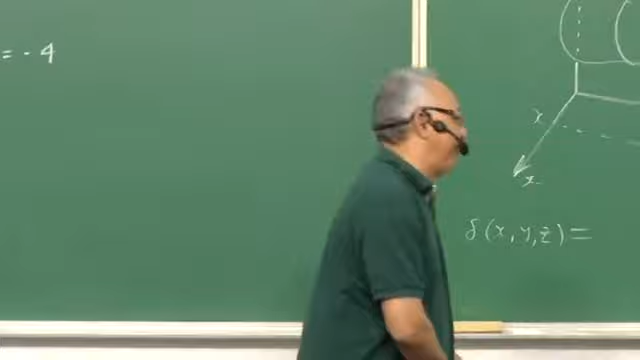 = -4
x
x
δ(x, y, z) =